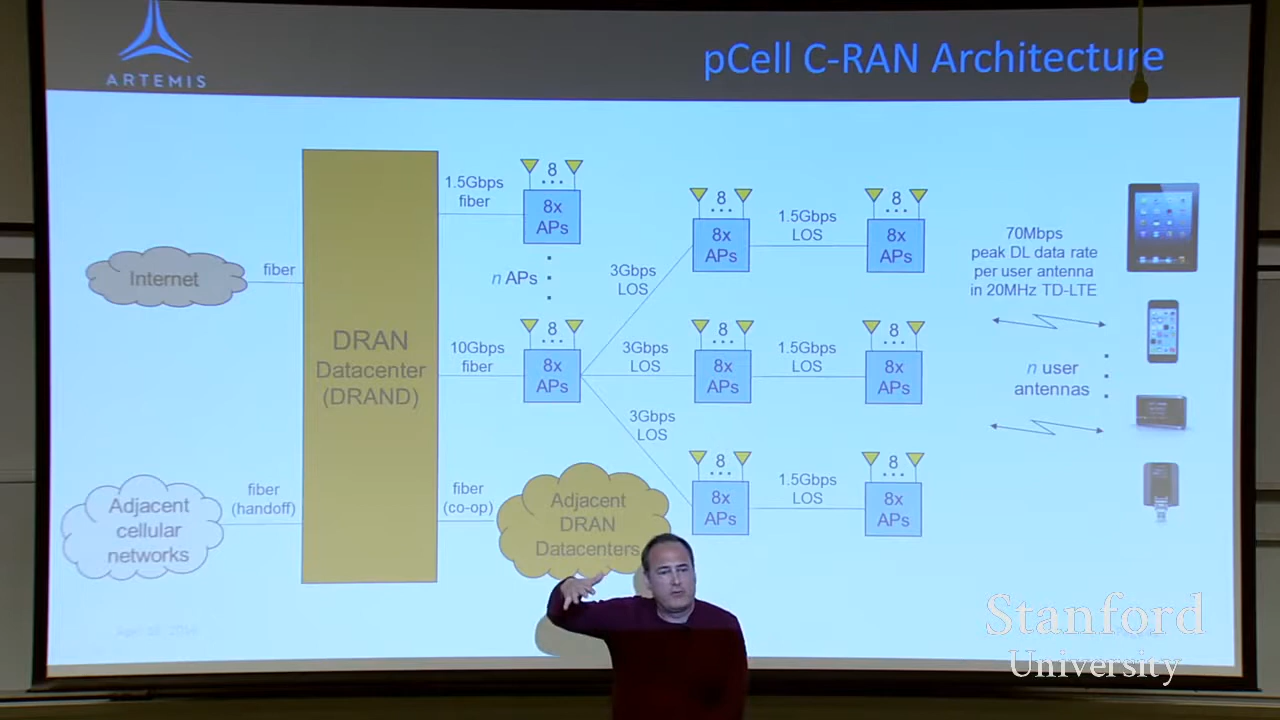 ARTEMIS
pCell C-RAN Architecture
Internet
fiber
Adjacent
cellular
networks
fiber
(handoff)
DRAN
Datacenter
(DRAND)
1.5Gbps
fiber
8
8x
APs
n APs
10Gbps
fiber
8
8x
APs
fiber
(co-op)
Adjacent
DRAN
Datacenters
3Gbps
LOS
8
8x
APs
1.5Gbps
LOS
8
8x
APs
3Gbps
LOS
8
8x
APs
1.5Gbps
LOS
8
8x
APs
3Gbps
LOS
8
8x
APs
1.5Gbps
LOS
8
8x
APs
70Mbps
peak DL data rate
per user antenna
in 20MHz TD-LTE
n user
antennas
Stanford
University